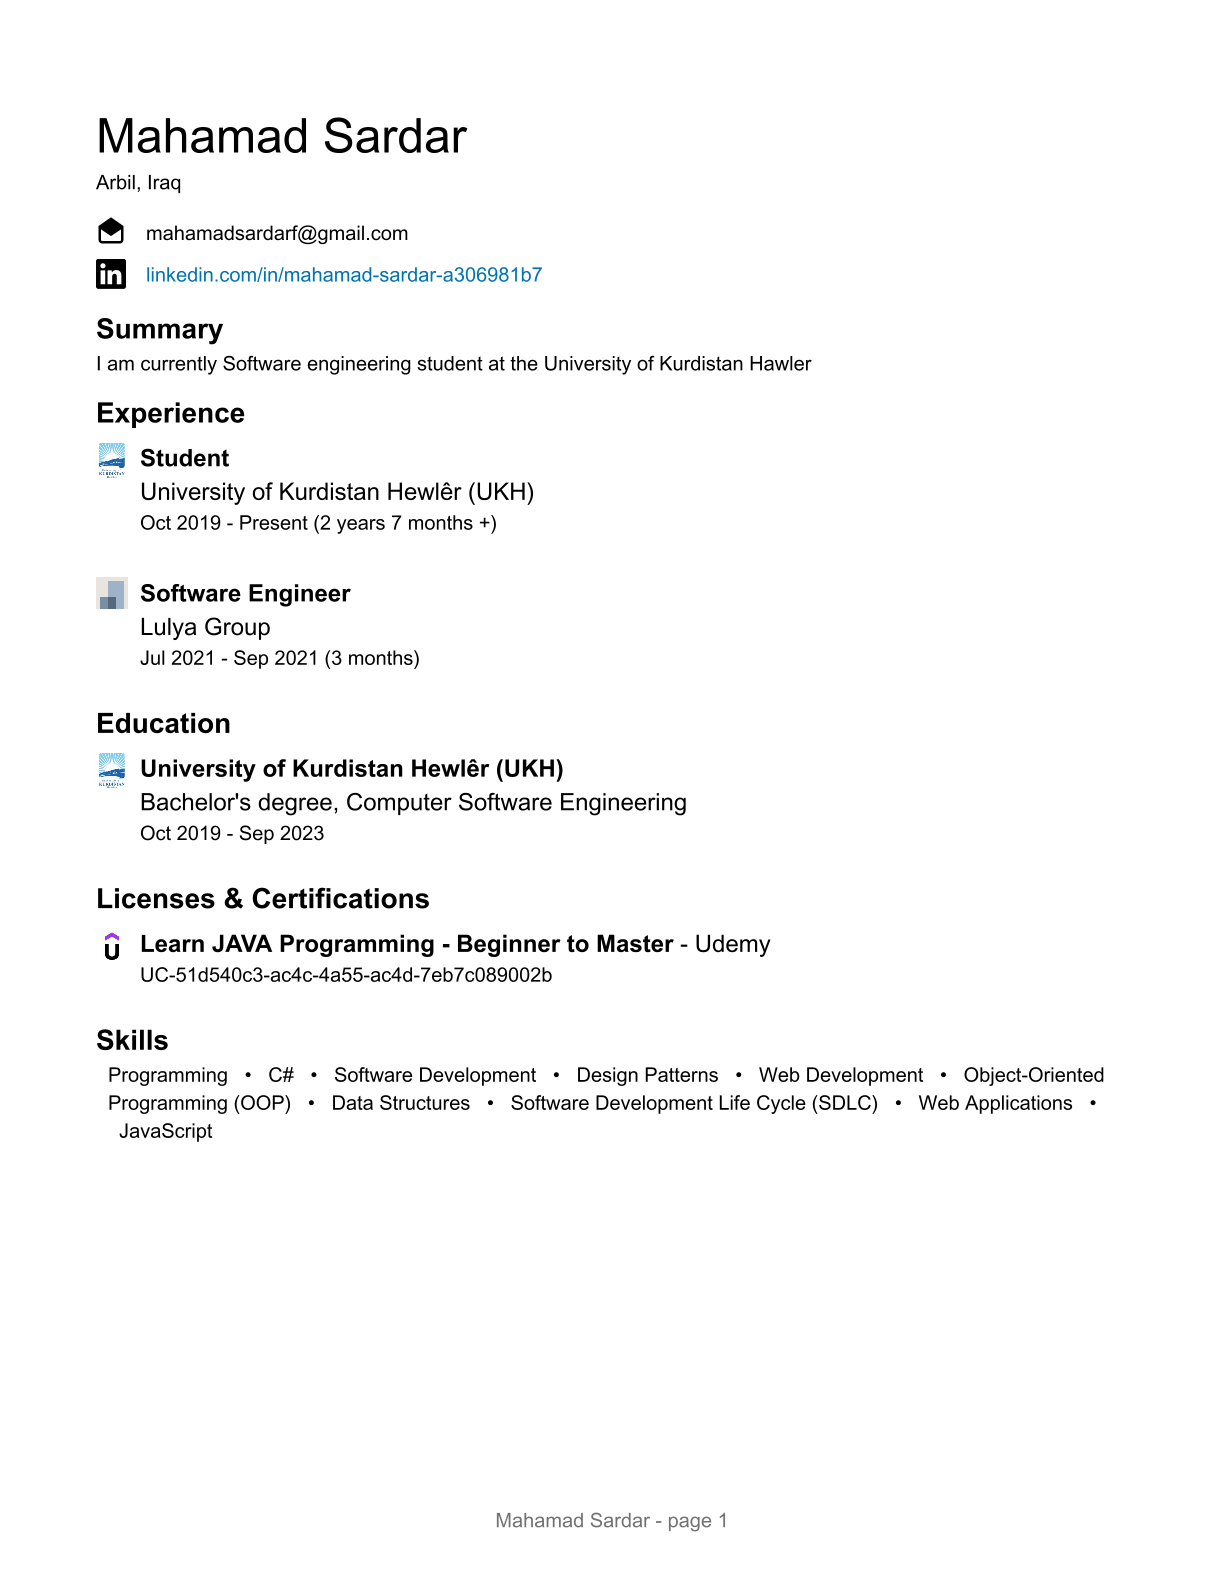 Mahamad Sardar
Arbil, Iraq
mahamadsardarf@gmail.com
linkedin.com/in/mahamad-sardar-a306981b7
Summary
I am currently Software engineering student at the University of Kurdistan Hawler
Experience
Student
University of Kurdistan Hewlêr (UKH)
Oct 2019 - Present (2 years 7 months +)
Software Engineer
Lulya Group
Jul 2021 - Sep 2021 (3 months)
Education
University of Kurdistan Hewlêr (UKH)
Bachelor's degree, Computer Software Engineering
Oct 2019 - Sep 2023
Licenses & Certifications
Learn JAVA Programming - Beginner to Master - Udemy
UC-51d540c3-ac4c-4a55-ac4d-7eb7c089002b
Skills
Programming • C# • Software Development • Design Patterns • Web Development • Object-Oriented
Programming (OOP) • Data Structures • Software Development Life Cycle (SDLC) • Web Applications •
JavaScript
Mahamad Sardar - page 1